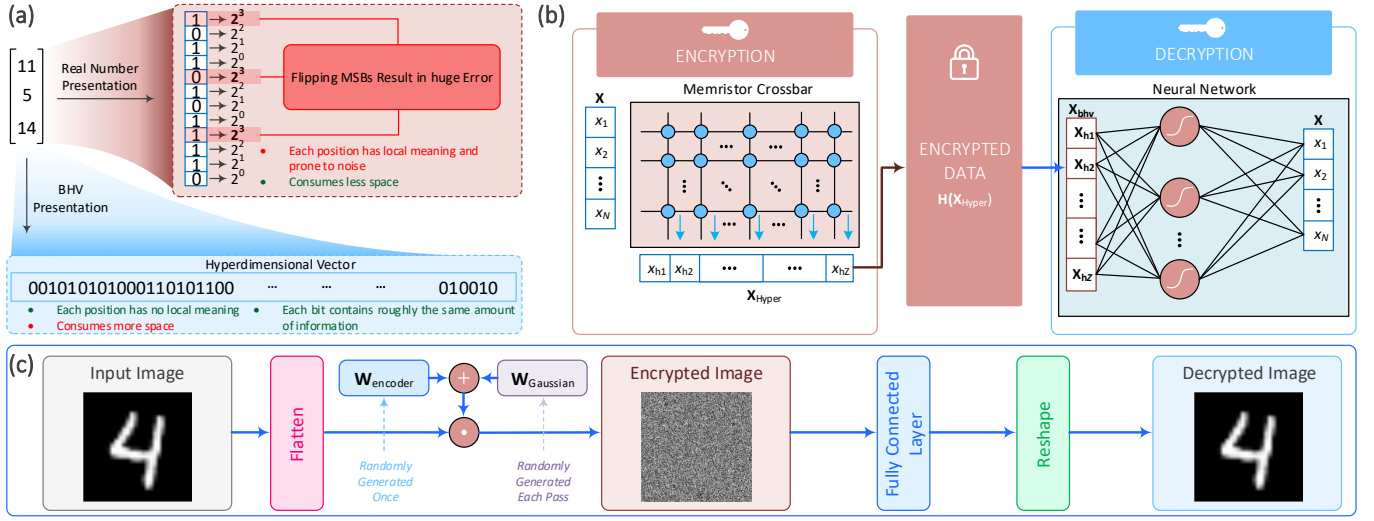 (a)
11
5
14
Real Number
Presentation
1 → 2³
0 → 2²
1 → 2¹
1 → 2⁰
0 → 2³
1 → 2²
0 → 2¹
1 → 2⁰
1 → 2³
1 → 2²
1 → 2¹
0 → 2⁰
Flipping MSBs Result in huge Error
• Each position has local meaning and
prone to noise
• Consumes less space
BHV
Presentation
Hyperdimensional Vector
001010101000110101100 ... ... ... 010010
• Each position has no local meaning
• Consumes more space
• Each bit contains roughly the same amount
of information
(b)
ENCRYPTION
Memristor Crossbar
X
x1
x2
⋮
xN
xh1 xh2 ... ... xhZ
XHyper
ENCRYPTED
DATA
H(XHyper)
DECRYPTION
Neural Network
Xbhv
Xh1
Xh2
⋮
⋮
XhZ
X
x1
x2
⋮
xN
(c)
Input Image
4
Flatten
Wencoder
+
WGaussian
Randomly
Generated
Once
Randomly
Generated
Each Pass
Encrypted Image
Fully Connected
Layer
Reshape
Decrypted Image
4